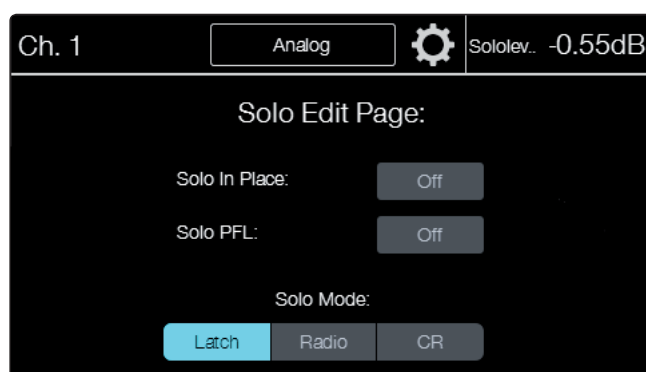 Ch. 1 Analog Sololev.. -0.55dB
Solo Edit Page:
Solo In Place: Off
Solo PFL: Off
Solo Mode:
Latch Radio CR